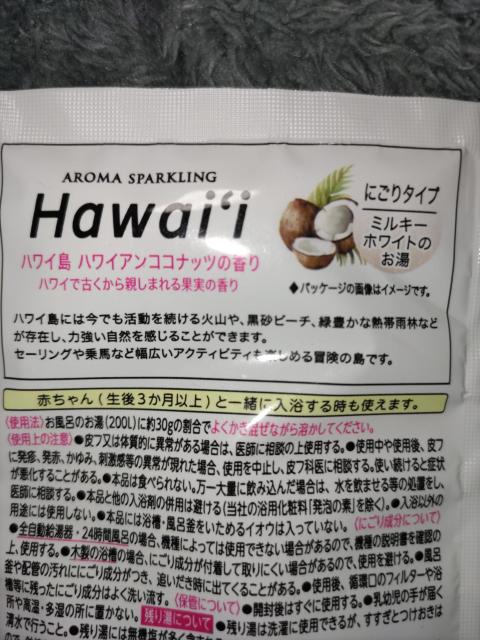 AROMA SPARKLING
Hawai‘i
ハワイ島 ハワイアンココナッツの香り
ハワイで古くから親しまれる果実の香り
にごりタイプ
ミルキー
ホワイトの
お湯
◆パッケージの画像はイメージです。
ハワイ島には今でも活動を続ける火山や、黒砂ビーチ、緑豊かな熱帯雨林など
が存在し、力強い自然を感じることができます。
セーリングや乗馬など幅広いアクティビティも楽しめる冒険の島です。
赤ちゃん(生後3か月以上)と一緒に入浴する時も使えます。
〈使用法〉お風呂のお湯(200L)に約30gの割合でよくかき混ぜながら溶かしてください。
〈使用上の注意〉●皮フ又は体質的に異常がある場合は、医師に相談の上使用する。●使用中や使用後、皮フ
に発疹、発赤、かゆみ、刺激感等の異常が現れた場合、使用を中止し、皮フ科医に相談する。使い続けると症状
が悪化することがある。●本品は食べられない。万一大量に飲み込んだ場合は、水を飲ませる等の処置をし、
医師に相談する。●本品と他の入浴剤の併用は避ける(当社の浴用化粧料「発泡の素」を除く)。●入浴以外の
用途には使用しない。●本品には浴槽・風呂釜をいためるイオウは入っていない。〈にごり成分について〉
●全自動給湯器・24時間風呂の場合、機種によっては使用できない場合があるので、機種の説明書を確認の
上、使用する。●木製の浴槽の場合、にごり成分が付着して取りにくい場合があるので、使用を避ける。●風呂
釜や配管の汚れににごり成分がつき、追いだき時に出てくることがある。●使用後、循環口のフィルターや浴
槽等に残ったにごり成分はよく洗い流す。〈保管について〉●開封後はすぐに使用する。●乳幼児の手が届く
所や高温・多湿の所に置かない。残り湯について●残り湯は洗濯に使用できるが、すすぎとつけおきは
清水で行うこと。●残り湯には無機塩が多く含ま